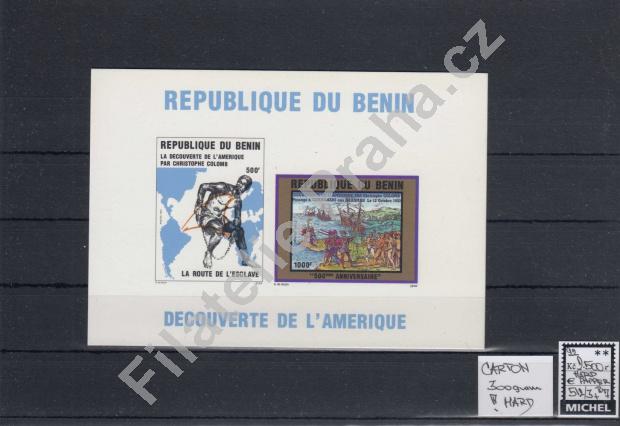 REPUBLIQUE DU BENIN
REPUBLIQUE DU BENIN
LA DECOUVERTE DE L'AMERIQUE
PAR CHRISTOPHE COLOMB
500F
LA ROUTE DE L'ESCLAVE
REPUBLIQUE DU BENIN
1000F
"500ème ANNIVERSAIRE"
DECOUVERTE DE L'AMERIQUE
Filatelie Praha.cz
CARTON
300gram
! HARD
**
HARD
MICHEL